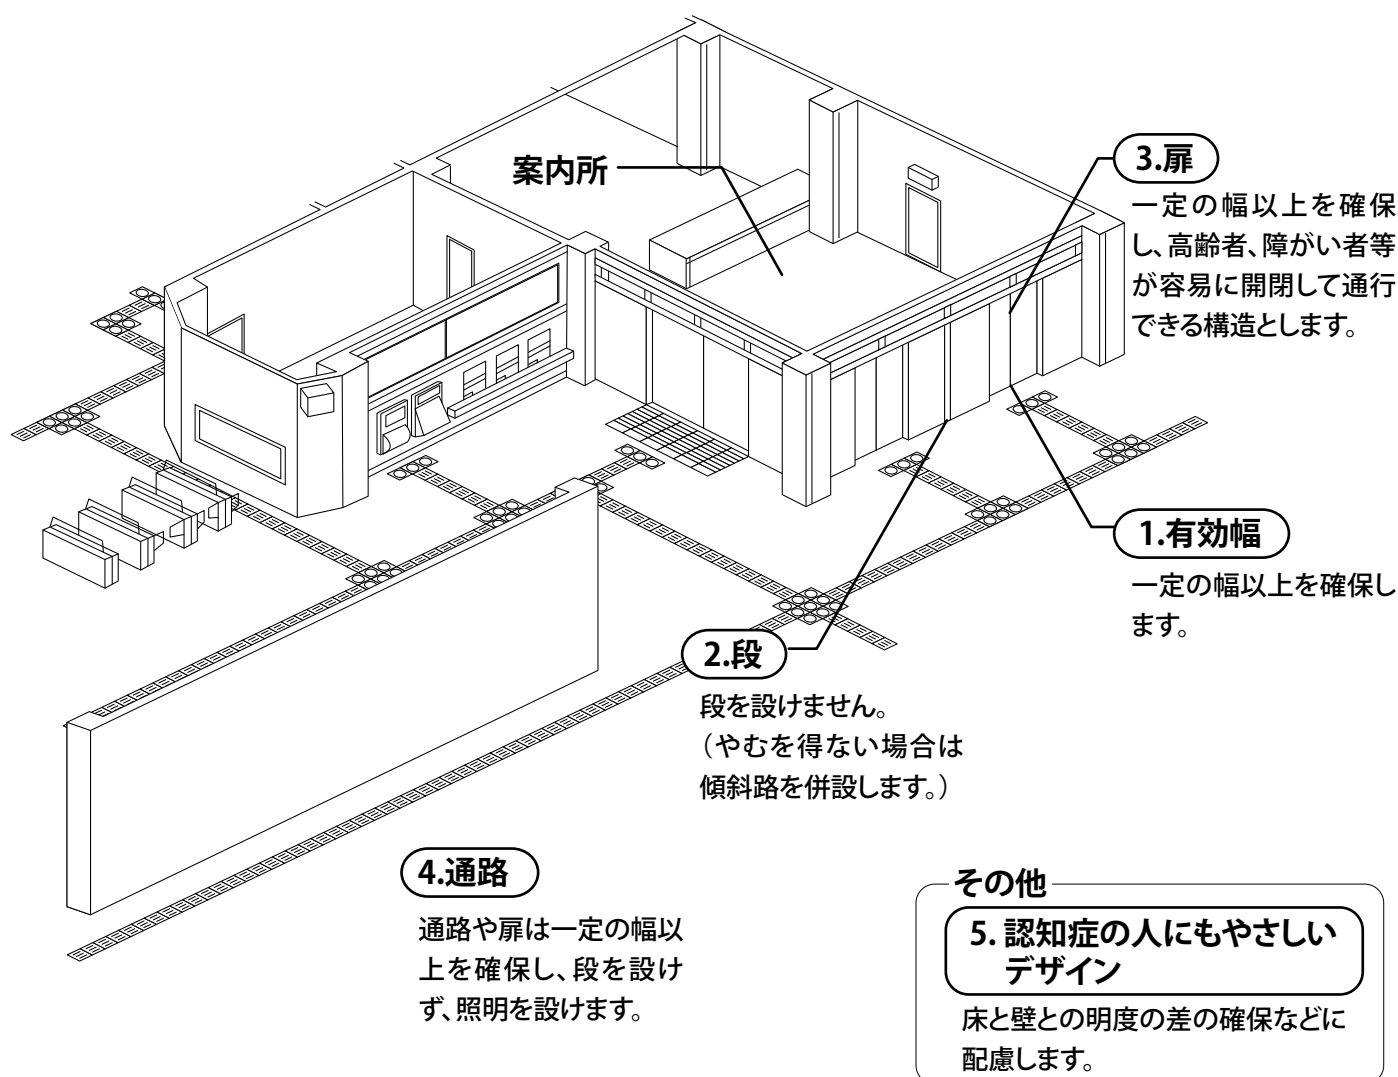 案内所
3.扉
一定の幅以上を確保
し、高齢者、障がい者等
が容易に開閉して通行
できる構造とします。
1.有効幅
一定の幅以上を確保し
ます。
2.段
段を設けません。
(やむを得ない場合は
傾斜路を併設します。)
4.通路
通路や扉は一定の幅以
上を確保し、段を設け
ず、照明を設けます。
その他
5. 認知症の人にもやさしい
デザイン
床と壁との明度の差の確保などに
配慮します。